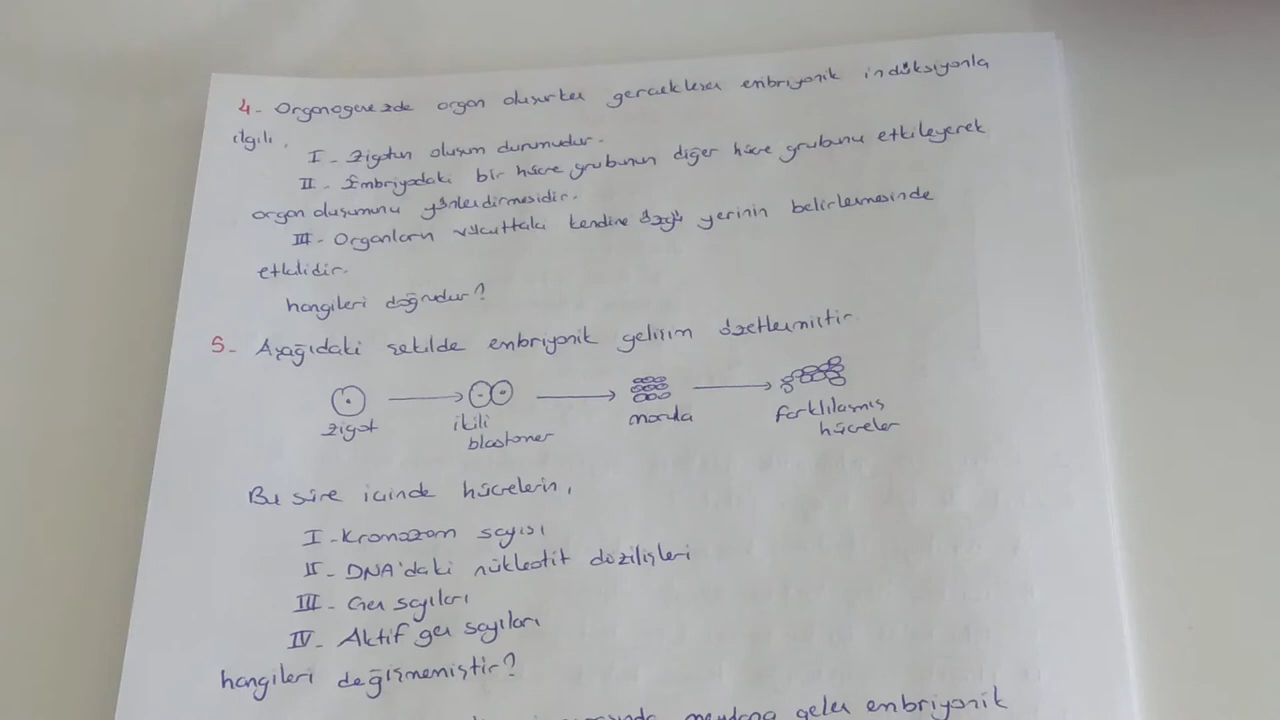 4- Organogenezde organ oluşurken gerçekleşen embriyonik indüksiyonla
ilgili,
I - Zigotun oluşum durumudur.
II - Embriyodaki bir hücre grubunun diğer hücre grubunu etkileyerek
organ oluşumunu yönlendirmesidir.
III - Organların vücuttaki kendine özgü yerinin belirlenmesinde
etkilidir.
hangileri doğrudur?
5- Aşağıdaki şekilde embriyonik gelişim özetlenmiştir.
zigot ikili blastomer morula farklılaşmış hücreler
Bu süre içinde hücrelerin,
I - Kromozom sayısı
II - DNA'daki nükleotit dizilişleri
III - Gen sayıları
IV - Aktif gen sayıları
hangileri değişmemiştir?
meydana gelen embriyonik